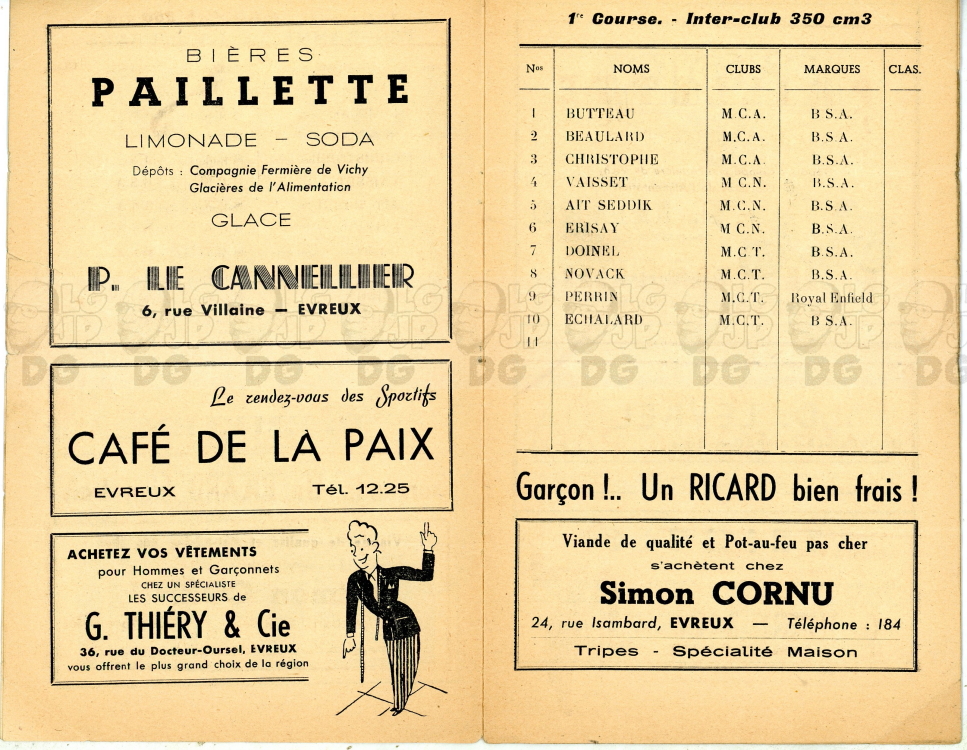 BIÈRES
PAILLETTE
LIMONADE - SODA
Dépôts : Compagnie Fermière de Vichy
Glacières de l'Alimentation
GLACE
P. LE CANNELLIER
6, rue Villaine — EVREUX
Le rendez-vous des Sportifs
CAFÉ DE LA PAIX
EVREUX Tél. 12.25
ACHETEZ VOS VÊTEMENTS
pour Hommes et Garçonnets
CHEZ UN SPÉCIALISTE
LES SUCCESSEURS de
G. THIÉRY & Cie
36, rue du Docteur-Oursel, EVREUX
vous offrent le plus grand choix de la région
1re Course. - Inter-club 350 cm3
Nos NOMS CLUBS MARQUES CLAS.
1 BUTTEAU M.C.A. B S.A.
2 BEAULARD M.C.A. B.S.A.
3 CHRISTOPHE M.C.A. B.S.A.
4 VAISSET M C.N. B.S.A.
5 AIT SEDDIK M.C.N. B.S.A.
6 ERISAY M C.N. B.S.A.
7 DOINEL M.C.T. B.S.A.
8 NOVACK M.C.T. B.S.A.
9 PERRIN M.C.T. Royal Enfield
10 ECHALARD M.C.T. B S.A.
11
Garçon !.. Un RICARD bien frais !
Viande de qualité et Pot-au-feu pas cher
s'achètent chez
Simon CORNU
24, rue Isambard, EVREUX — Téléphone : 184
Tripes - Spécialité Maison
LG JP DG